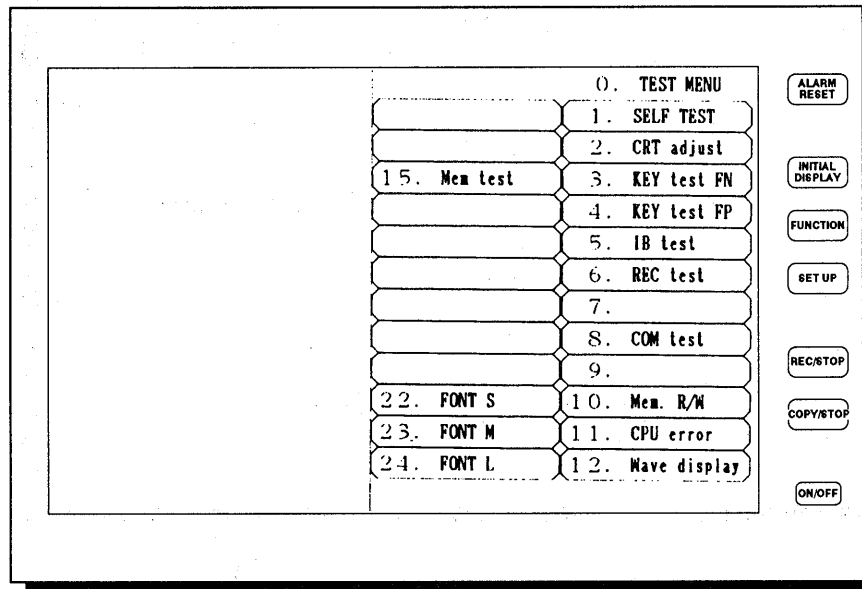 0. TEST MENU
1. SELF TEST
2. CRT adjust
15. Mem test
3. KEY test FN
4. KEY test FP
5. IB test
6. REC test
7.
8. COM test
9.
22. FONT S
10. Mem. R/W
23. FONT M
11. CPU error
24. FONT L
12. Wave display
ALARM
RESET
INITIAL
DISPLAY
FUNCTION
SET UP
REC/STOP
COPY/STOP
ON/OFF